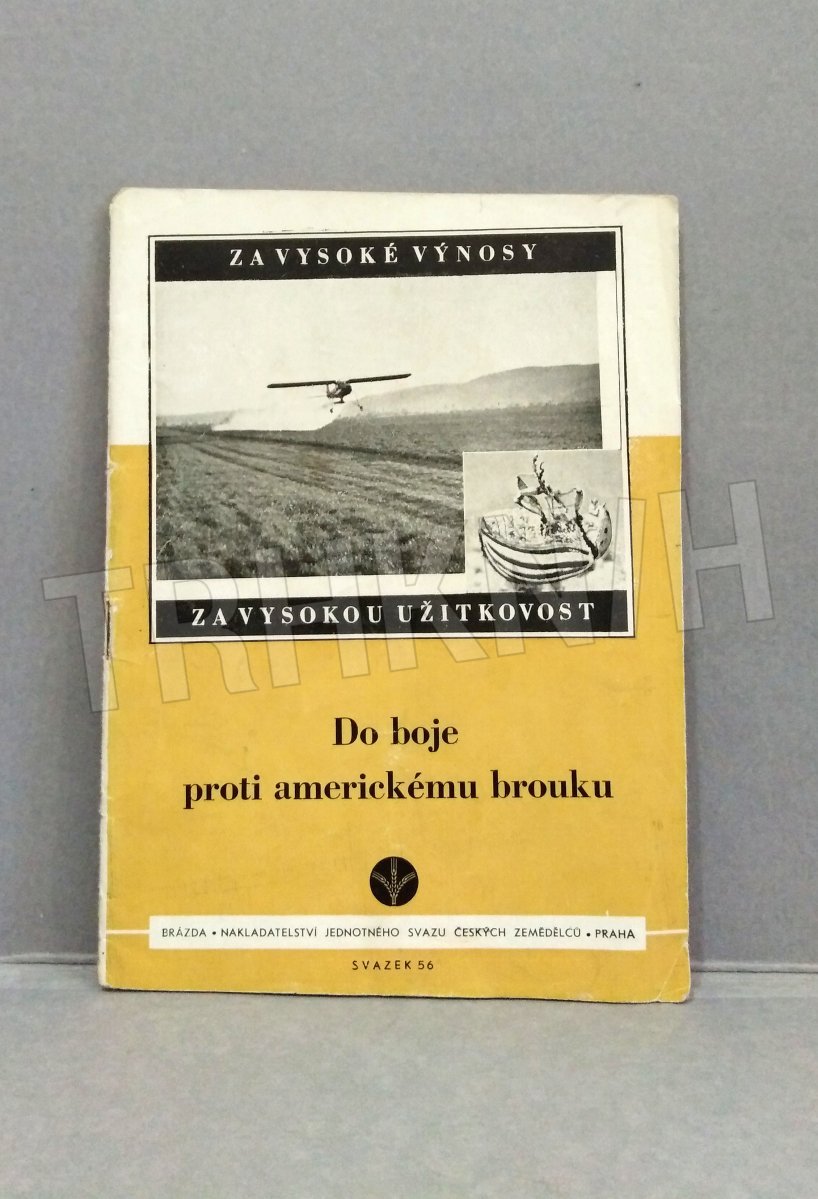 ZA VYSOKÉ VÝNOSY
ZA VYSOKOU UŽITKOVOST
TRHKNIH
Do boje
proti americkému brouku
BRÁZDA • NAKLADATELSTVÍ JEDNOTNÉHO SVAZU ČESKÝCH ZEMĚDĚLCŮ • PRAHA
SVAZEK 56